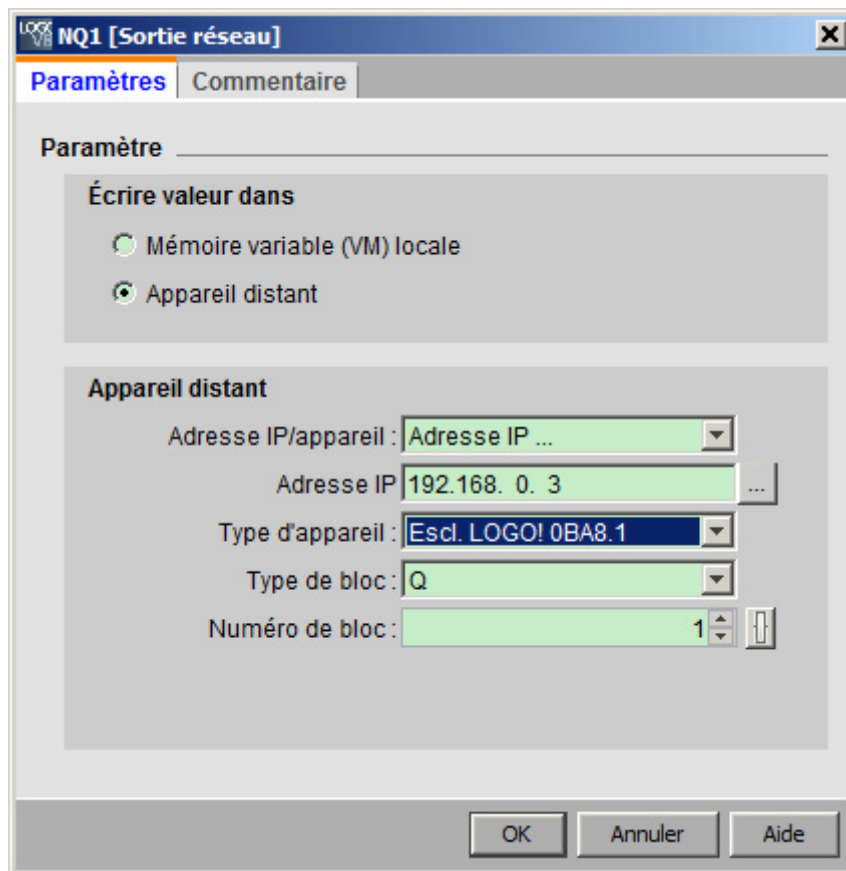 NQ1 [Sortie réseau]
Paramètres Commentaire
Paramètre
Écrire valeur dans
Mémoire variable (VM) locale
Appareil distant
Appareil distant
Adresse IP/appareil : Adresse IP ...
Adresse IP 192.168. 0. 3 ...
Type d'appareil : Escl. LOGO! 0BA8.1
Type de bloc : Q
Numéro de bloc : 1
OK Annuler Aide